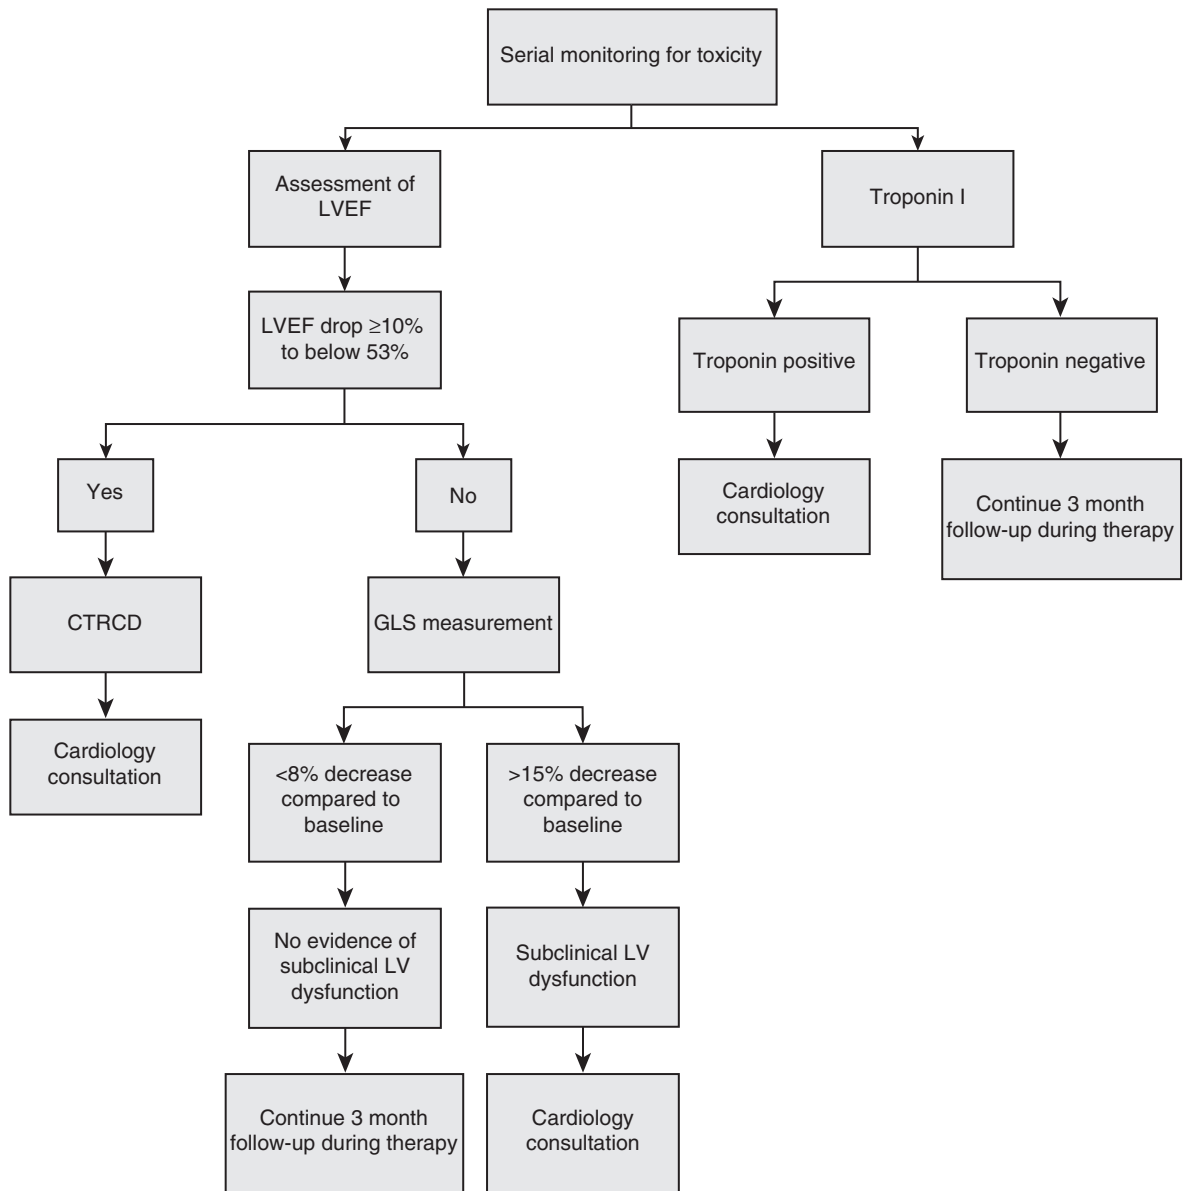 Serial monitoring for toxicity
Assessment of
LVEF
Troponin I
LVEF drop ≥10%
to below 53%
Troponin positive
Troponin negative
Yes
No
Cardiology
consultation
Continue 3 month
follow-up during therapy
CTRCD
GLS measurement
Cardiology
consultation
<8% decrease
compared to
baseline
>15% decrease
compared to
baseline
No evidence of
subclinical LV
dysfunction
Subclinical LV
dysfunction
Continue 3 month
follow-up during therapy
Cardiology
consultation